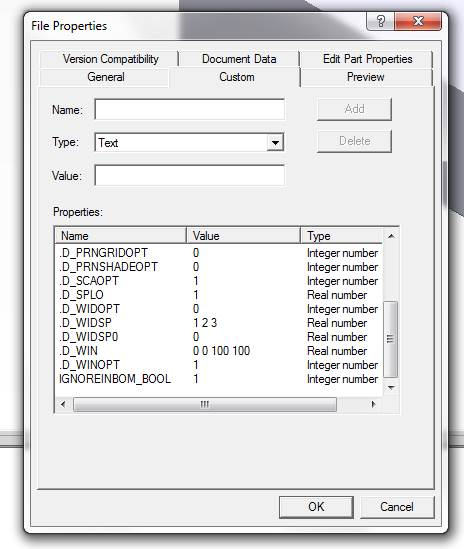 File Properties
?
Version Compatibility Document Data Edit Part Properties
General Custom Preview
Name: Add
Type: Text Delete
Value:
Properties:
Name Value Type
.D_PRNGRIDOPT 0 Integer number
.D_PRNSHADEOPT 0 Integer number
.D_SCAOPT 1 Integer number
.D_SPLO 1 Real number
.D_WIDOPT 0 Integer number
.D_WIDSP 1 2 3 Real number
.D_WIDSP0 0 Real number
.D_WIN 0 0 100 100 Real number
.D_WINOPT 1 Integer number
IGNOREINBOM_BOOL 1 Integer number
OK Cancel